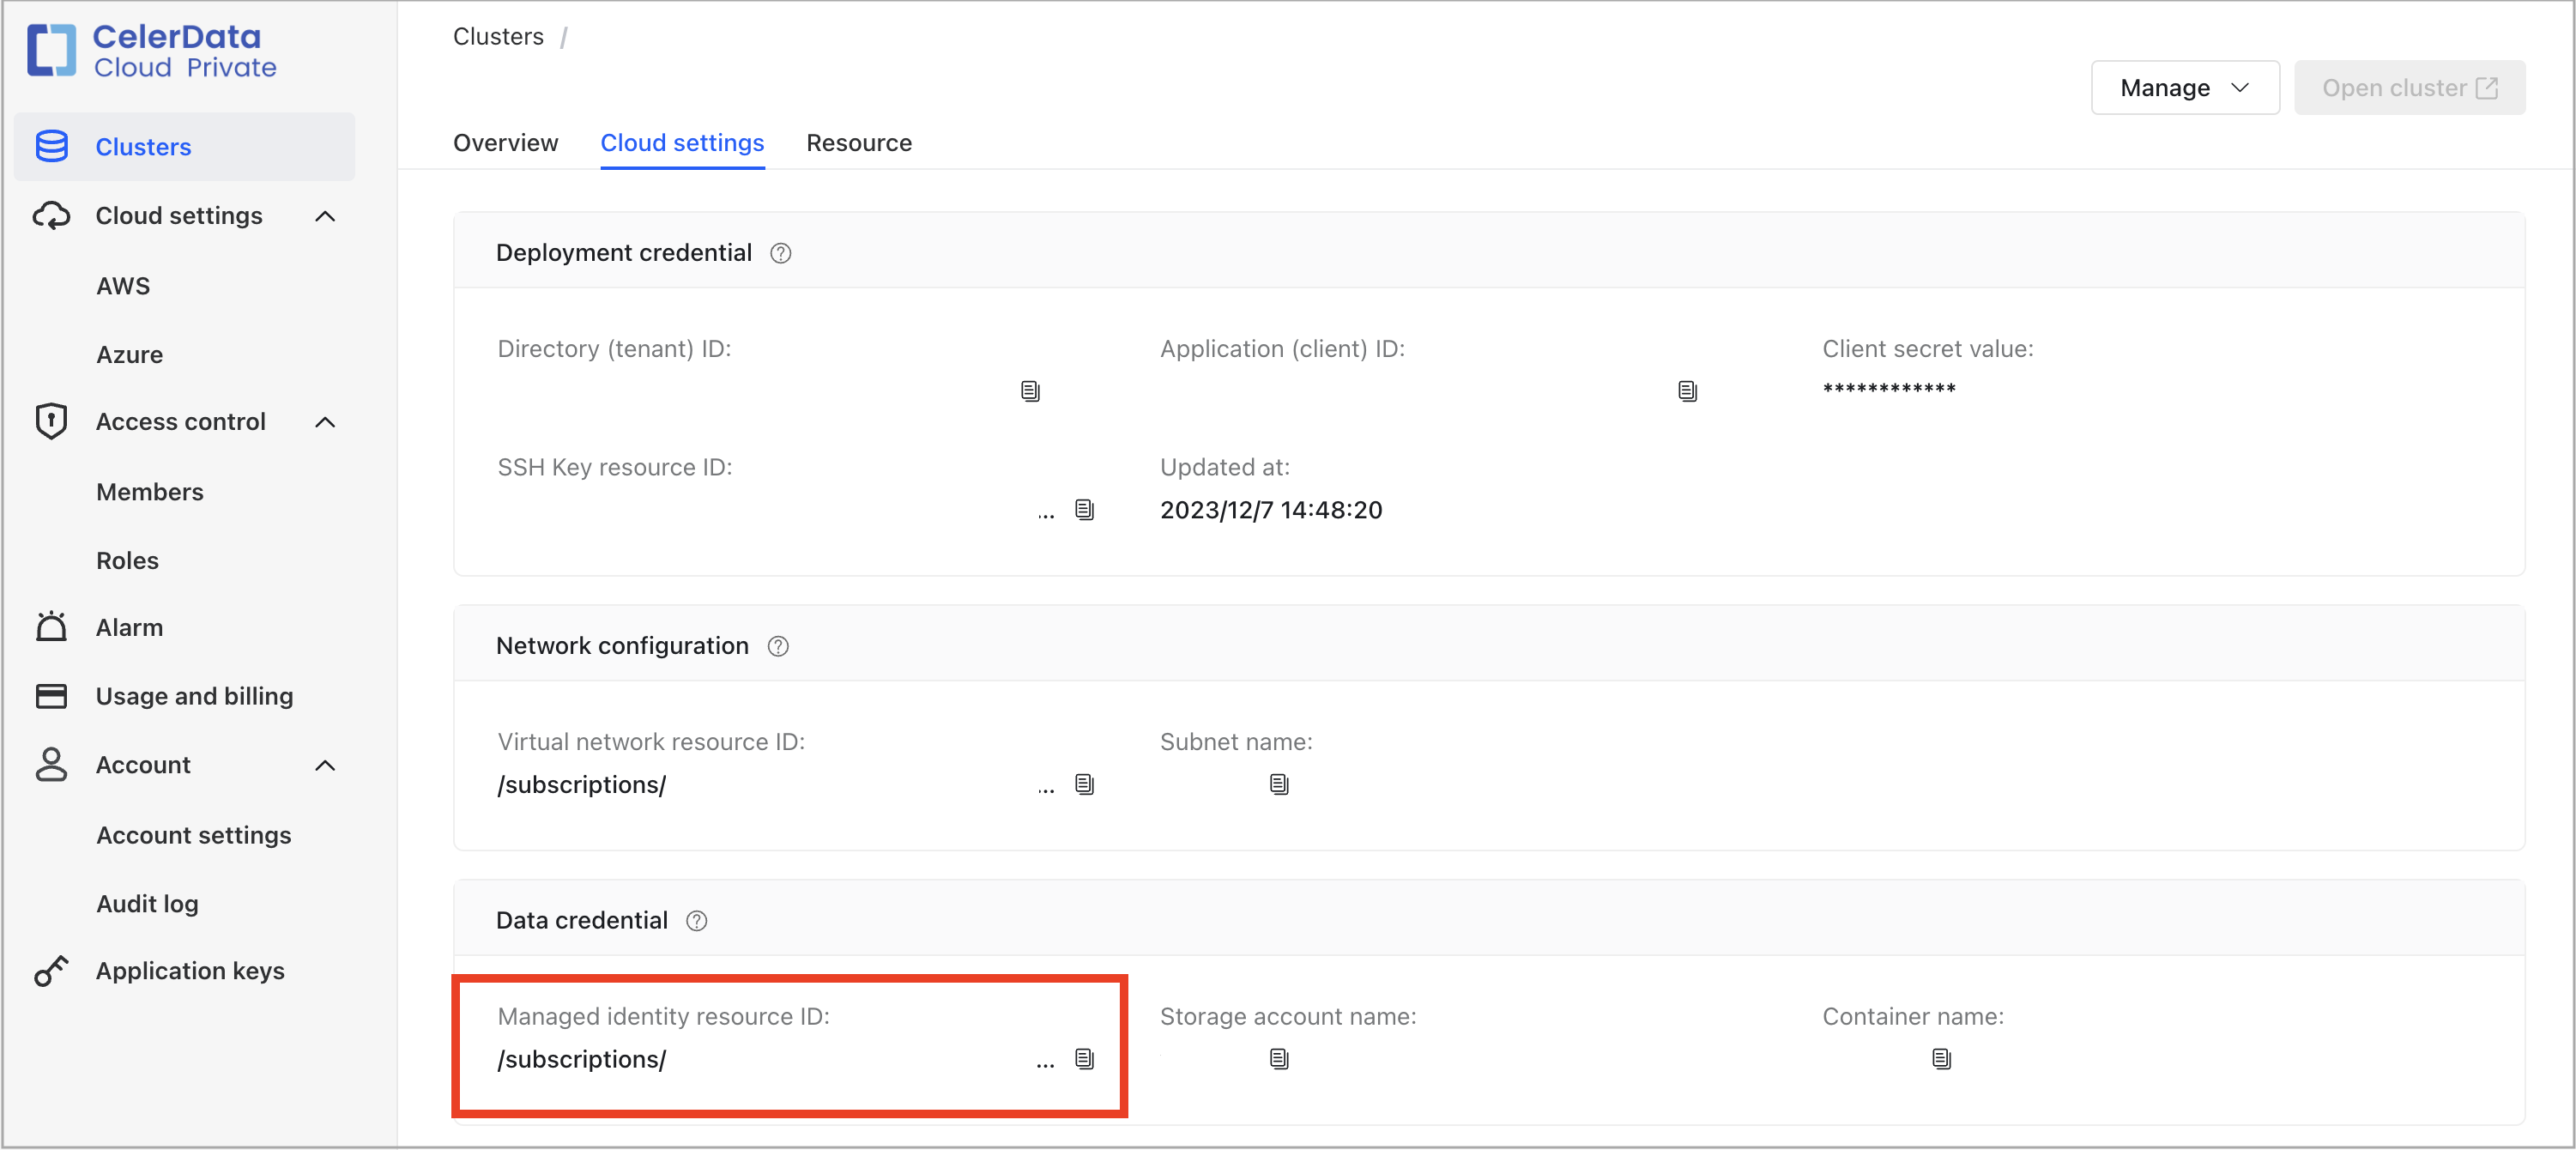 CelerData
Cloud Private
Clusters
Cloud settings
AWS
Azure
Access control
Members
Roles
Alarm
Usage and billing
Account
Account settings
Audit log
Application keys
Clusters /
Manage
Open cluster
Overview Cloud settings Resource
Deployment credential ?
Directory (tenant) ID: Application (client) ID: Client secret value:
************
SSH Key resource ID: Updated at:
... 2023/12/7 14:48:20
Network configuration ?
Virtual network resource ID: Subnet name:
/subscriptions/ ...
Data credential ?
Managed identity resource ID: Storage account name: Container name:
/subscriptions/ ...